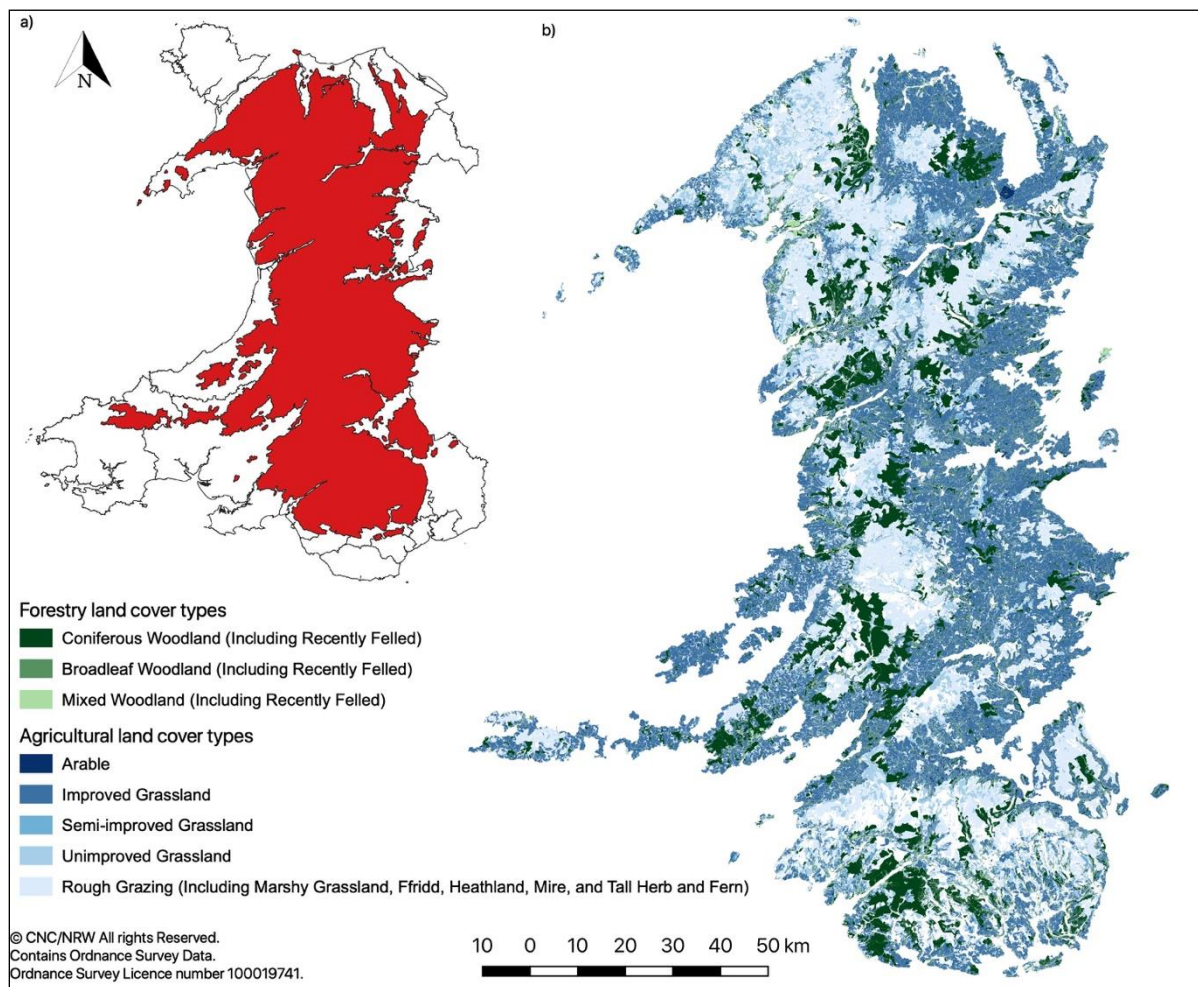 a)
b)
N
Forestry land cover types
Coniferous Woodland (Including Recently Felled)
Broadleaf Woodland (Including Recently Felled)
Mixed Woodland (Including Recently Felled)
Agricultural land cover types
Arable
Improved Grassland
Semi-improved Grassland
Unimproved Grassland
Rough Grazing (Including Marshy Grassland, Ffridd, Heathland, Mire, and Tall Herb and Fern)
© CNC/NRW All rights Reserved.
Contains Ordnance Survey Data.
Ordnance Survey Licence number 100019741.
10 0 10 20 30 40 50 km